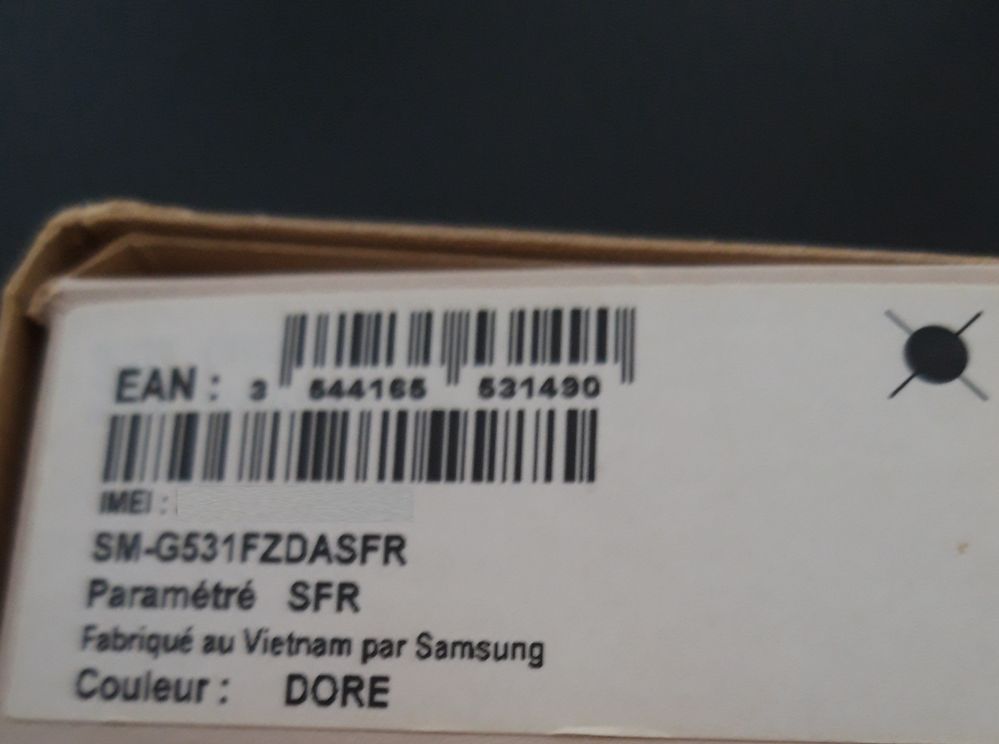 EAN : 3 544165 531490
IMEI :
SM-G531FZDASFR
Paramétré SFR
Fabriqué au Vietnam par Samsung
Couleur : DORE